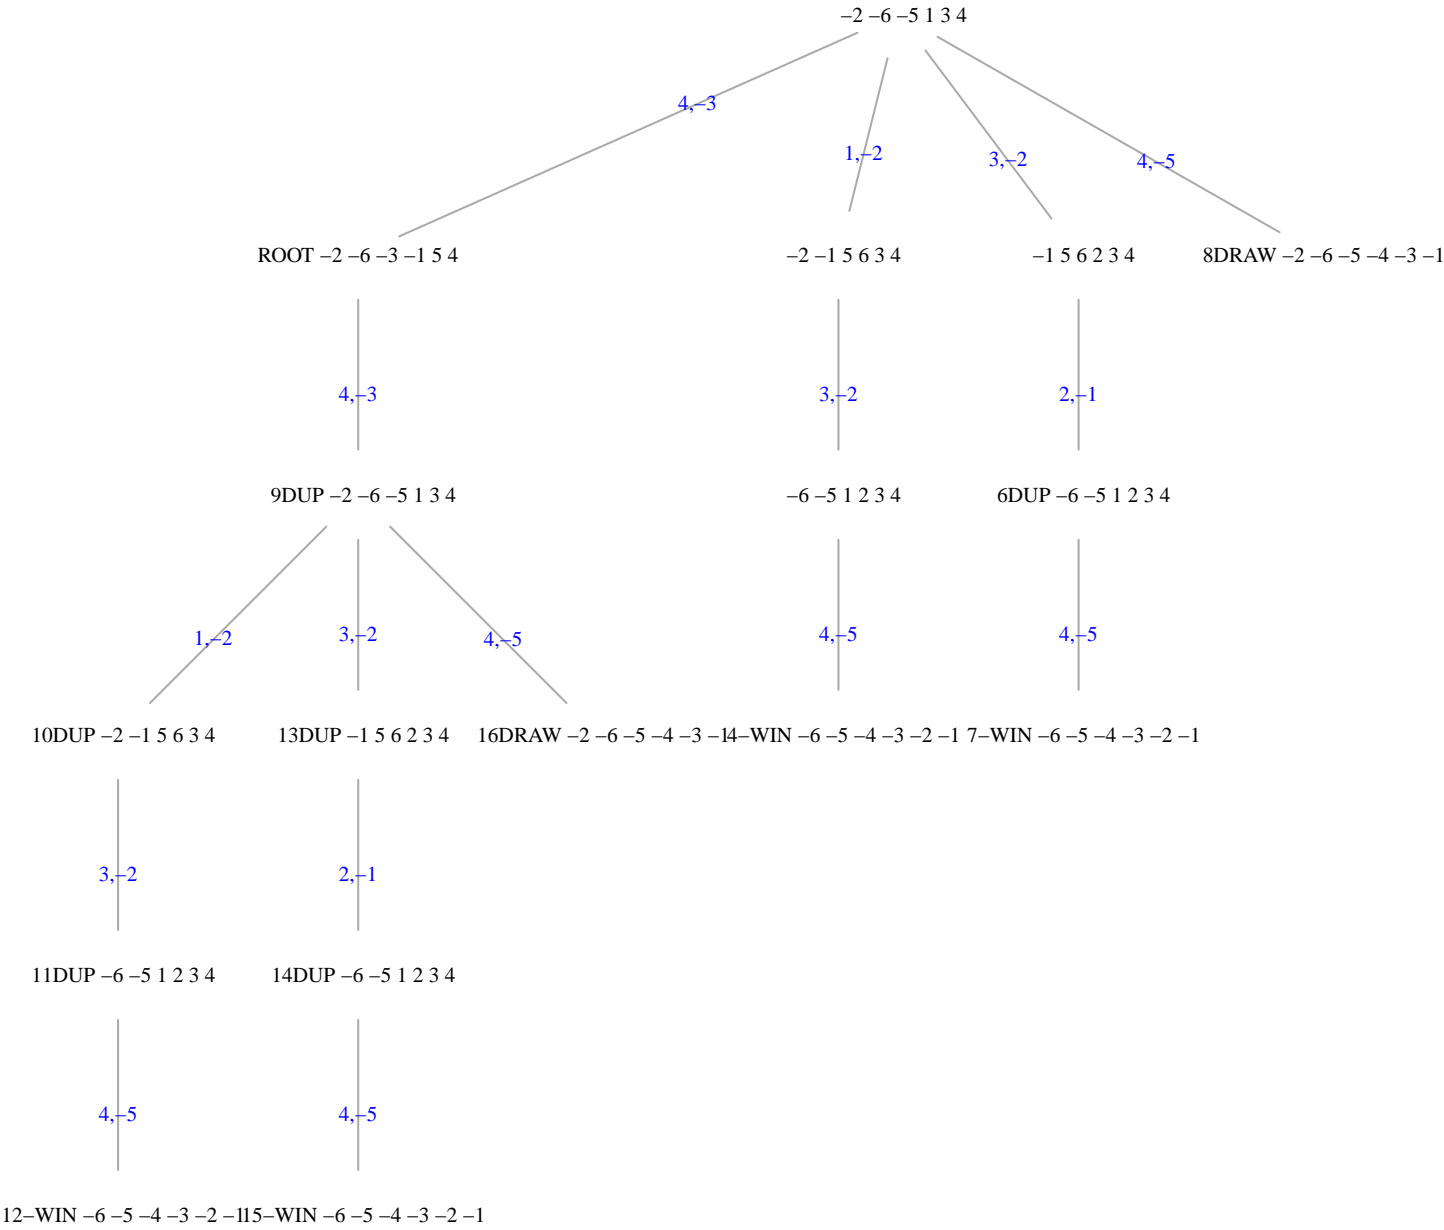 −2 −6 −5 1 3 4
4,−3
1,−2
3,−2
4,−5
ROOT −2 −6 −3 −1 5 4
−2 −1 5 6 3 4
−1 5 6 2 3 4
8DRAW −2 −6 −5 −4 −3 −1
4,−3
3,−2
2,−1
9DUP −2 −6 −5 1 3 4
−6 −5 1 2 3 4
6DUP −6 −5 1 2 3 4
1,−2
3,−2
4,−5
4,−5
4,−5
10DUP −2 −1 5 6 3 4
13DUP −1 5 6 2 3 4
16DRAW −2 −6 −5 −4 −3 −1
4−WIN −6 −5 −4 −3 −2 −1
7−WIN −6 −5 −4 −3 −2 −1
3,−2
2,−1
11DUP −6 −5 1 2 3 4
14DUP −6 −5 1 2 3 4
4,−5
4,−5
12−WIN −6 −5 −4 −3 −2 −1
15−WIN −6 −5 −4 −3 −2 −1